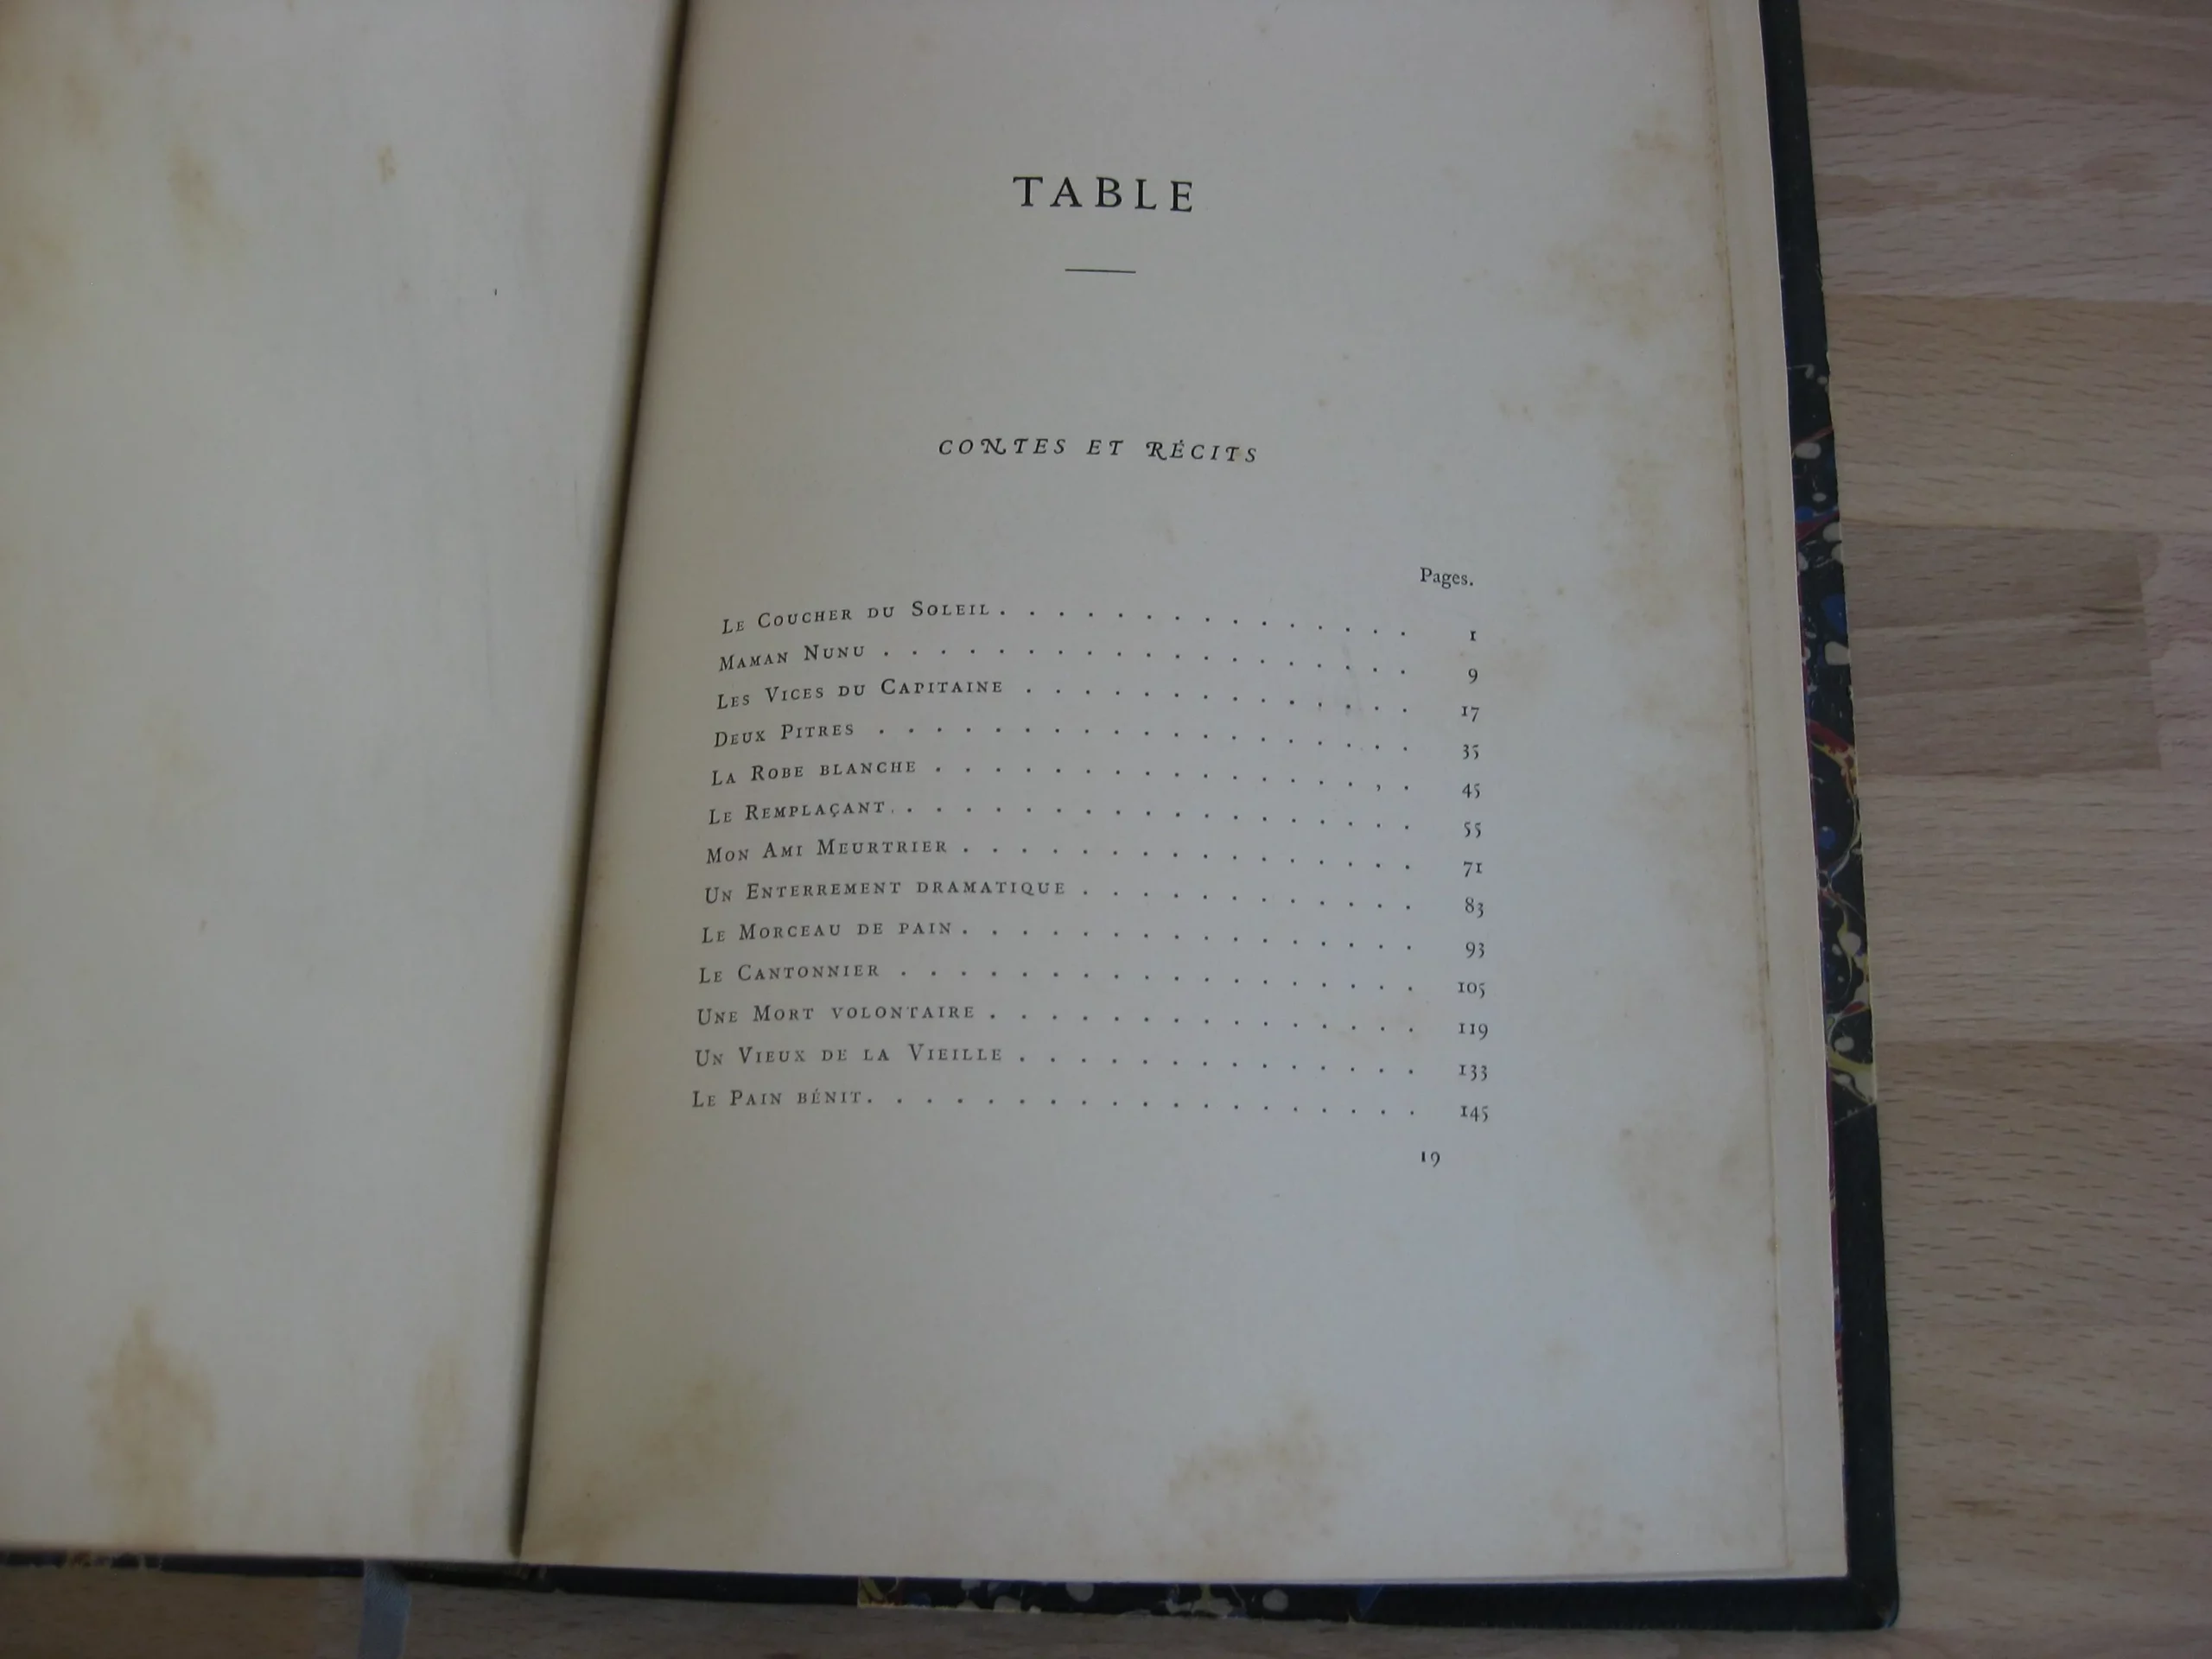 TABLE
CONTES ET RÉCITS
Pages.
LE COUCHER DU SOLEIL . . . . . . . . . . . . . . . 1
MAMAN NUNU . . . . . . . . . . . . . . . . . . . 9
LES VICES DU CAPITAINE . . . . . . . . . . . . . . 17
DEUX PITRES . . . . . . . . . . . . . . . . . . . 35
LA ROBE BLANCHE . . . . . . . . . . . . . . . . . 45
LE REMPLAÇANT . . . . . . . . . . . . . . . . . . 55
MON AMI MEURTRIER . . . . . . . . . . . . . . . . 71
UN ENTERREMENT DRAMATIQUE . . . . . . . . . . . . 83
LE MORCEAU DE PAIN . . . . . . . . . . . . . . . . 93
LE CANTONNIER . . . . . . . . . . . . . . . . . . 105
UNE MORT VOLONTAIRE . . . . . . . . . . . . . . . 119
UN VIEUX DE LA VIEILLE . . . . . . . . . . . . . . 133
LE PAIN BÉNIT . . . . . . . . . . . . . . . . . . . 145
19